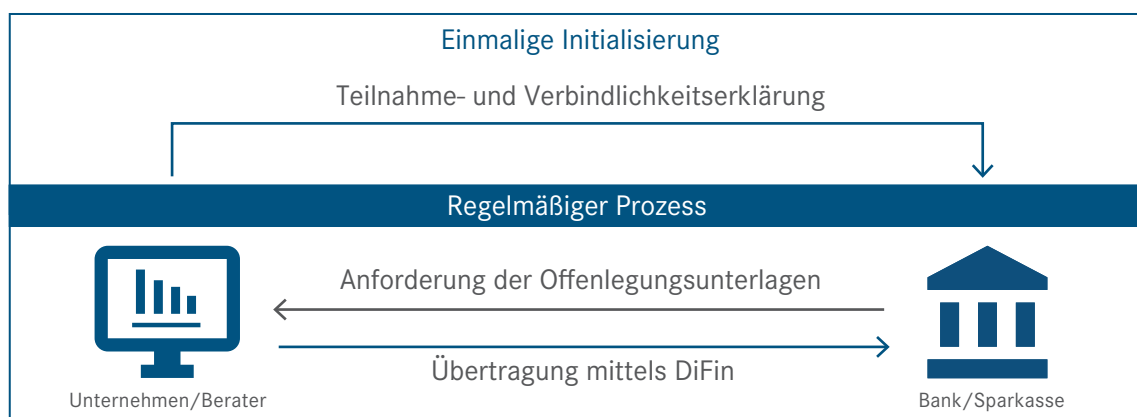 Einmalige Initialisierung
Teilnahme- und Verbindlichkeitserklärung
Regelmäßiger Prozess
Anforderung der Offenlegungsunterlagen
Übertragung mittels DiFin
Unternehmen/Berater
Bank/Sparkasse